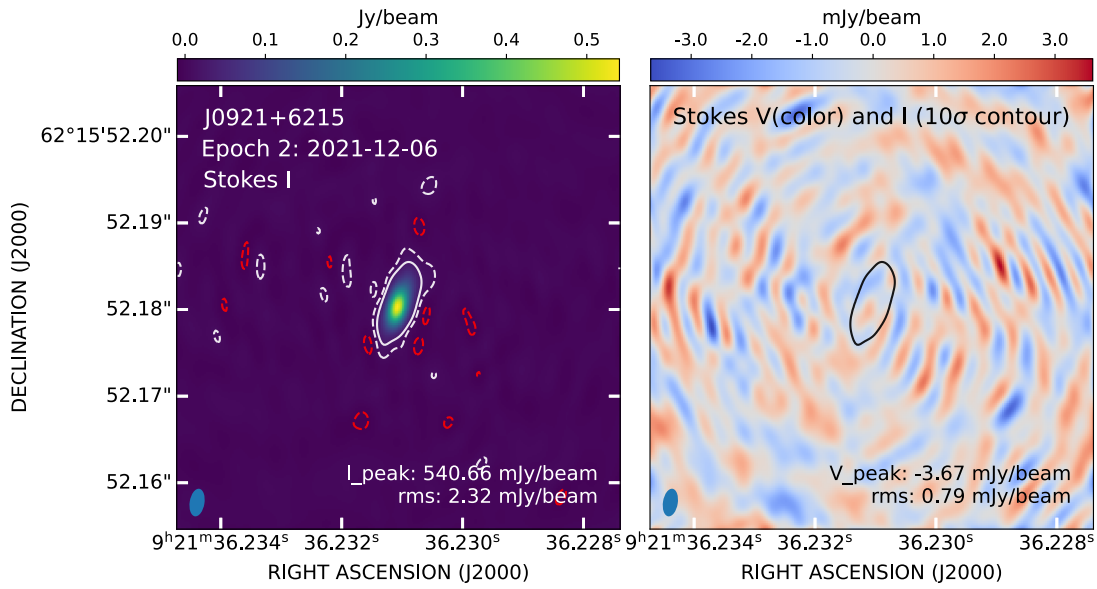 Jy/beam
0.0 0.1 0.2 0.3 0.4 0.5
J0921+6215
Epoch 2: 2021-12-06
Stokes I
I_peak: 540.66 mJy/beam
rms: 2.32 mJy/beam
62°15'52.20"
52.19"
52.18"
52.17"
52.16"
DECLINATION (J2000)
9ʰ21ᵐ36.234ˢ 36.232ˢ 36.230ˢ 36.228ˢ
RIGHT ASCENSION (J2000)
mJy/beam
-3.0 -2.0 -1.0 0.0 1.0 2.0 3.0
Stokes V(color) and I (10σ contour)
V_peak: -3.67 mJy/beam
rms: 0.79 mJy/beam
9ʰ21ᵐ36.234ˢ 36.232ˢ 36.230ˢ 36.228ˢ
RIGHT ASCENSION (J2000)